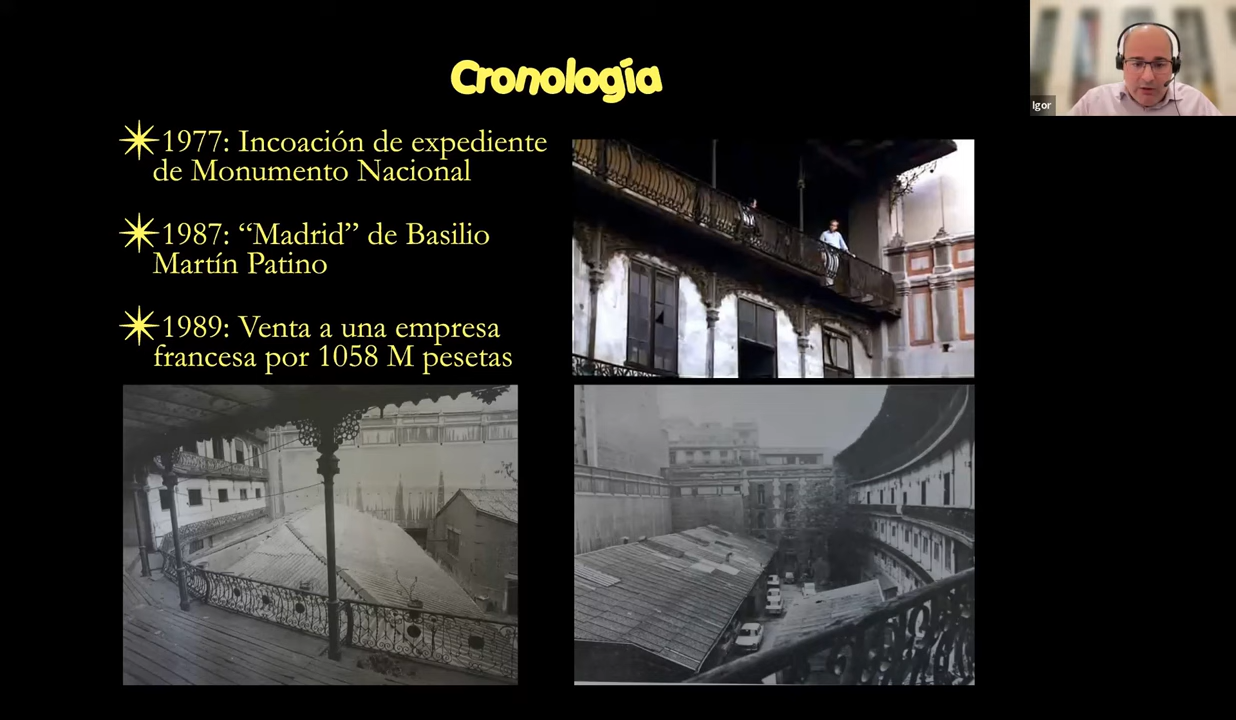 Cronología
1977: Incoación de expediente
de Monumento Nacional
1987: “Madrid” de Basilio
Martín Patino
1989: Venta a una empresa
francesa por 1058 M pesetas
Igor